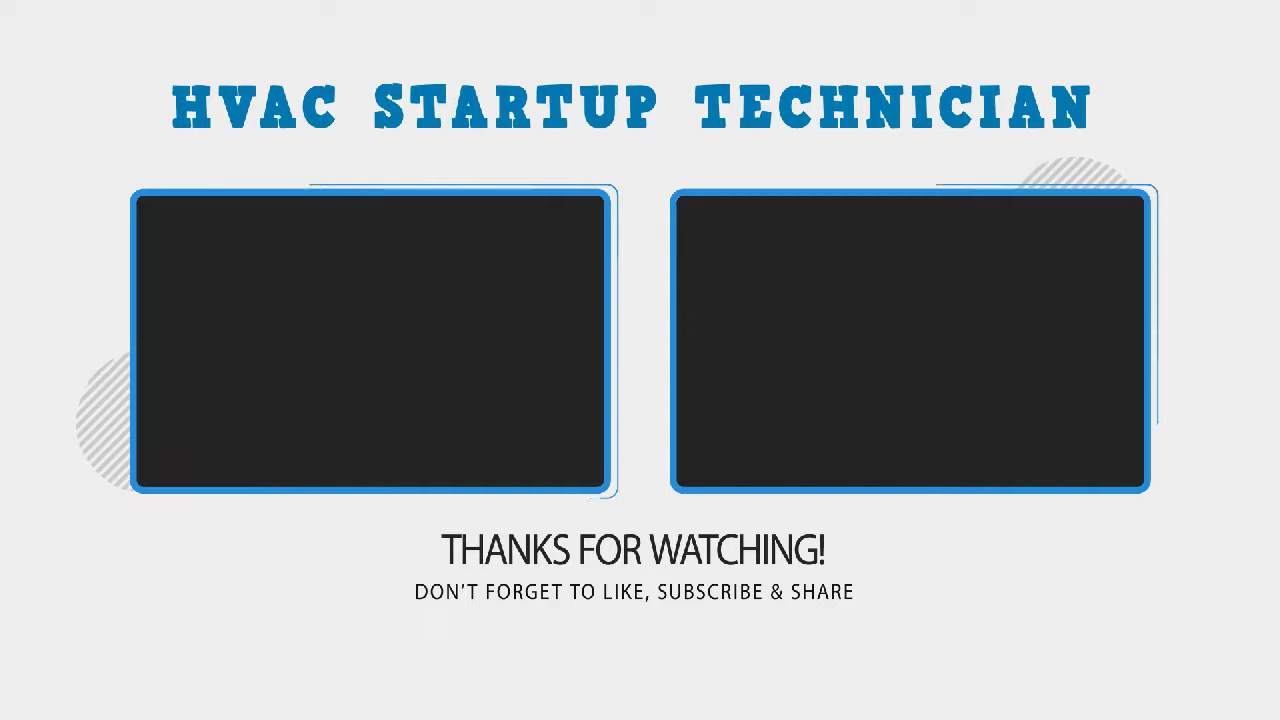 HVAC STARTUP TECHNICIAN
THANKS FOR WATCHING!
DON'T FORGET TO LIKE, SUBSCRIBE & SHARE